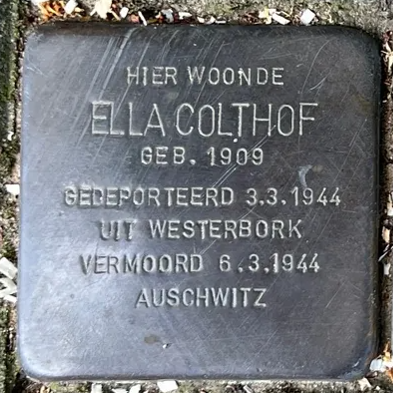 HIER WOONDE
ELLA COLTHOF
GEB. 1909
GEDEPORTEERD 3.3.1944
UIT WESTERBORK
VERMOORD 6.3.1944
AUSCHWITZ